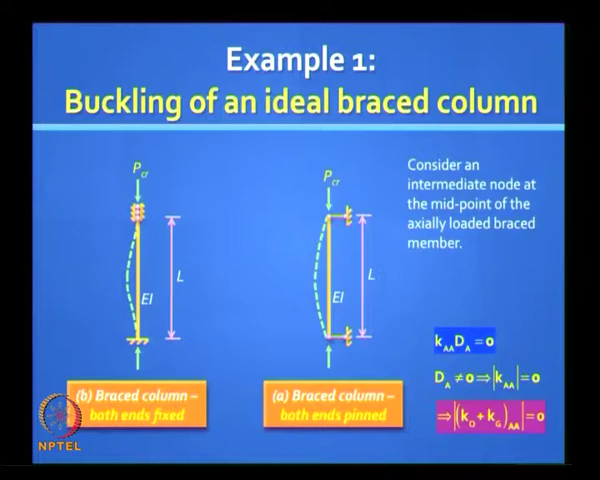 Example 1:
Buckling of an ideal braced column
P_cr
EI
L
(b) Braced column –
both ends fixed
P_cr
EI
L
(a) Braced column –
both ends pinned
Consider an
intermediate node at
the mid-point of the
axially loaded braced
member.
k_AA D_A = 0
D_A ≠ 0 ⇒ |k_AA| = 0
⇒ |(k_O + k_G)_AA| = 0
NPTEL